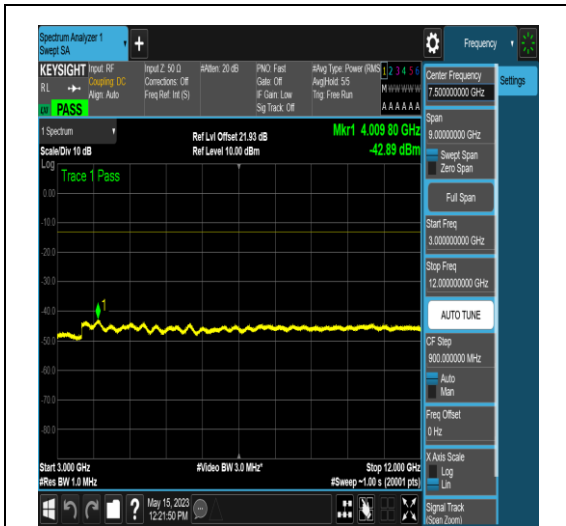 Spectrum Analyzer 1
Swept SA
Frequency
KEYSIGHT
Input: RF
Input Z: 50 Ω
#Atten: 20 dB
PNO: Fast
#Avg Type: Power (RMS
1 2 3 4 5 6
RL
Coupling: DC
Corrections: Off
Gate: Off
Avg|Hold: 5/5
M W W W W W
Align: Auto
Freq Ref: Int (S)
IF Gain: Low
Trig: Free Run
Sig Track: Off
A A A A A A
PASS
1 Spectrum
Scale/Div 10 dB
Ref Lvl Offset 21.93 dB
Ref Level 10.00 dBm
Mkr1 4.009 80 GHz
-42.89 dBm
Log
Trace 1 Pass
0.00
-10.0
-20.0
-30.0
1
-40.0
-50.0
-60.0
-70.0
-80.0
Start 3.000 GHz
#Video BW 3.0 MHz*
Stop 12.000 GHz
#Res BW 1.0 MHz
#Sweep ~1.00 s (20001 pts)
Center Frequency
7.500000000 GHz
Settings
Span
9.00000000 GHz
Swept Span
Zero Span
Full Span
Start Freq
3.000000000 GHz
Stop Freq
12.000000000 GHz
AUTO TUNE
CF Step
900.000000 MHz
Auto
Man
Freq Offset
0 Hz
X Axis Scale
Log
Lin
Signal Track
(Span Zoom)
?
May 15, 2023
12:21:50 PM